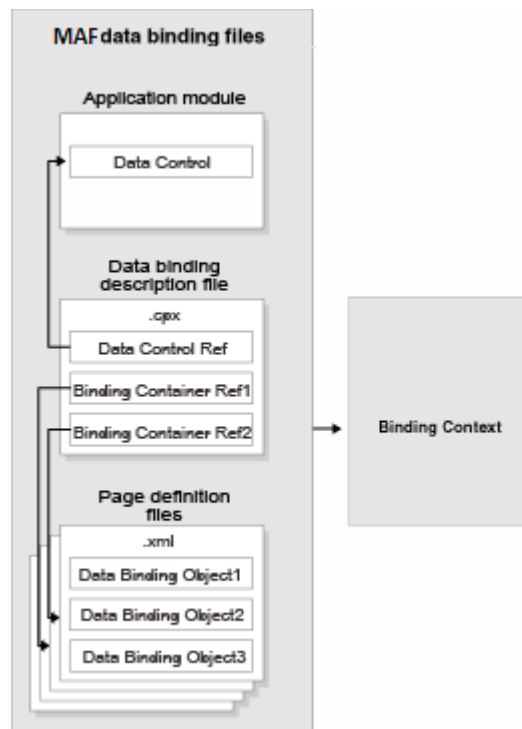 MAF data binding files
Application module
Data Control
Data binding
description file
.cpx
Data Control Ref
Binding Container Ref1
Binding Container Ref2
Binding Context
Page definition
files
.xml
Data Binding Object1
Data Binding Object2
Data Binding Object3